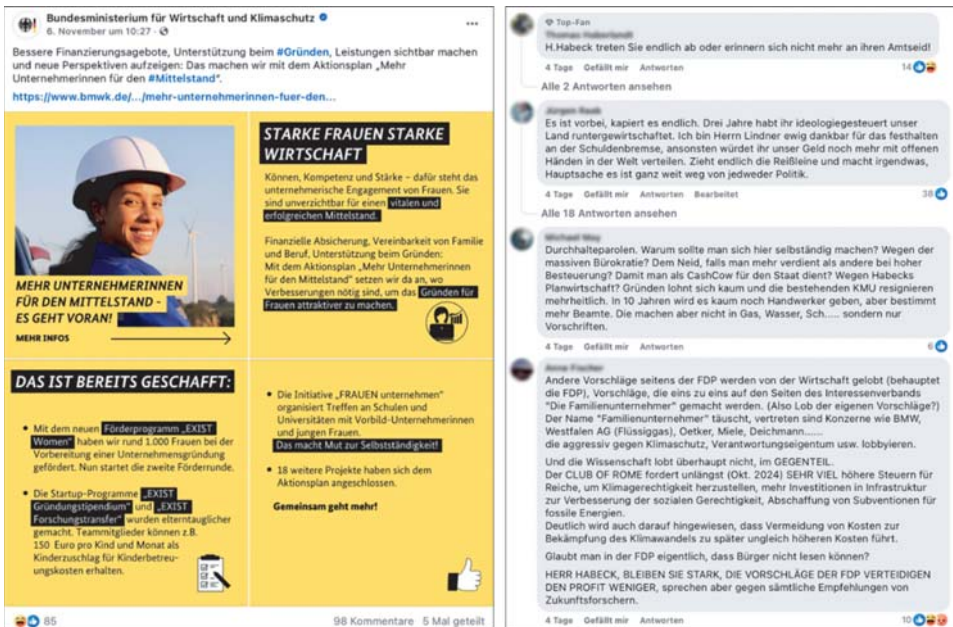 Bundesministerium für Wirtschaft und Klimaschutz
6. November um 10:27
Bessere Finanzierungsagebote, Unterstützung beim #Gründen, Leistungen sichtbar machen
und neue Perspektiven aufzeigen: Das machen wir mit dem Aktionsplan „Mehr
Unternehmerinnen für den #Mittelstand“.
https://www.bmwk.de/.../mehr-unternehmerinnen-fuer-den...
MEHR UNTERNEHMERINNEN
FÜR DEN MITTELSTAND -
ES GEHT VORAN!
MEHR INFOS
STARKE FRAUEN STARKE
WIRTSCHAFT
Können, Kompetenz und Stärke – dafür steht das
unternehmerische Engagement von Frauen. Sie
sind unverzichtbar für einen vitalen und
erfolgreichen Mittelstand.
Finanzielle Absicherung, Vereinbarkeit von Familie
und Beruf, Unterstützung beim Gründen:
Mit dem Aktionsplan „Mehr Unternehmerinnen
für den Mittelstand“ setzen wir da an, wo
Verbesserungen nötig sind, um das Gründen für
Frauen attraktiver zu machen.
DAS IST BEREITS GESCHAFFT:
• Mit dem neuen Förderprogramm „EXIST
Women“ haben wir rund 1.000 Frauen bei der
Vorbereitung einer Unternehmensgründung
gefördert. Nun startet die zweite Förderrunde.
• Die Startup-Programme „EXIST
Gründungstipendium“ und „EXIST
Forschungstransfer“ wurden elterntauglicher
gemacht. Teammitglieder können z.B.
150 Euro pro Kind und Monat als
Kinderzuschlag für Kinderbetreu-
ungskosten erhalten.
• Die Initiative „FRAUEN unternehmen“
organisiert Treffen an Schulen und
Universitäten mit Vorbild-Unternehmerinnen
und jungen Frauen.
Das macht Mut zur Selbstständigkeit!
• 18 weitere Projekte haben sich dem
Aktionsplan angeschlossen.
Gemeinsam geht mehr!
85
98 Kommentare 5 Mal geteilt
Top-Fan
H.Habeck treten Sie endlich ab oder erinnern sich nicht mehr an ihren Amtseid!
4 Tage Gefällt mir Antworten 14
Alle 2 Antworten ansehen
Es ist vorbei, kapiert es endlich. Drei Jahre habt ihr ideologiegesteuert unser
Land runtergewirtschaftet. Ich bin Herrn Lindner ewig dankbar für das festhalten
an der Schuldenbremse, ansonsten würdet ihr unser Geld noch mehr mit offenen
Händen in der Welt verteilen. Zieht endlich die Reißleine und macht irgendwas,
Hauptsache es ist ganz weit weg von jedweder Politik.
4 Tage Gefällt mir Antworten Bearbeitet 38
Alle 18 Antworten ansehen
Durchhalteparolen. Warum sollte man sich hier selbständig machen? Wegen der
massiven Bürokratie? Dem Neid, falls man mehr verdient als andere bei hoher
Besteuerung? Damit man als CashCow für den Staat dient? Wegen Habecks
Planwirtschaft? Gründen lohnt sich kaum und die bestehenden KMU resignieren
mehrheitlich. In 10 Jahren wird es kaum noch Handwerker geben, aber bestimmt
mehr Beamte. Die machen aber nicht in Gas, Wasser, Sch..... sondern nur
Vorschriften.
4 Tage Gefällt mir Antworten 6
Andere Vorschläge seitens der FDP werden von der Wirtschaft gelobt (behauptet
die FDP), Vorschläge, die eins zu eins auf den Seiten des Interessenverbands
"Die Familienunternehmer" gemacht werden. (Also Lob der eigenen Vorschläge?)
Der Name "Familienunternehmer" täuscht, vertreten sind Konzerne wie BMW,
Westfalen AG (Flüssiggas), Oetker, Miele, Deichmann......
die aggressiv gegen Klimaschutz, Verantwortungseigentum usw. lobbyieren.
Und die Wissenschaft lobt überhaupt nicht, im GEGENTEIL.
Der CLUB OF ROME fordert unlängst (Okt. 2024) SEHR VIEL höhere Steuern für
Reiche, um Klimagerechtigkeit herzustellen, mehr Investitionen in Infrastruktur
zur Verbesserung der sozialen Gerechtigkeit, Abschaffung von Subventionen für
fossile Energien.
Deutlich wird auch darauf hingewiesen, dass Vermeidung von Kosten zur
Bekämpfung des Klimawandels zu später ungleich höheren Kosten führt.
Glaubt man in der FDP eigentlich, dass Bürger nicht lesen können?
HERR HABECK, BLEIBEN SIE STARK, DIE VORSCHLÄGE DER FDP VERTEIDIGEN
DEN PROFIT WENIGER, sprechen aber gegen sämtliche Empfehlungen von
Zukunftsforschern.
4 Tage Gefällt mir Antworten 10